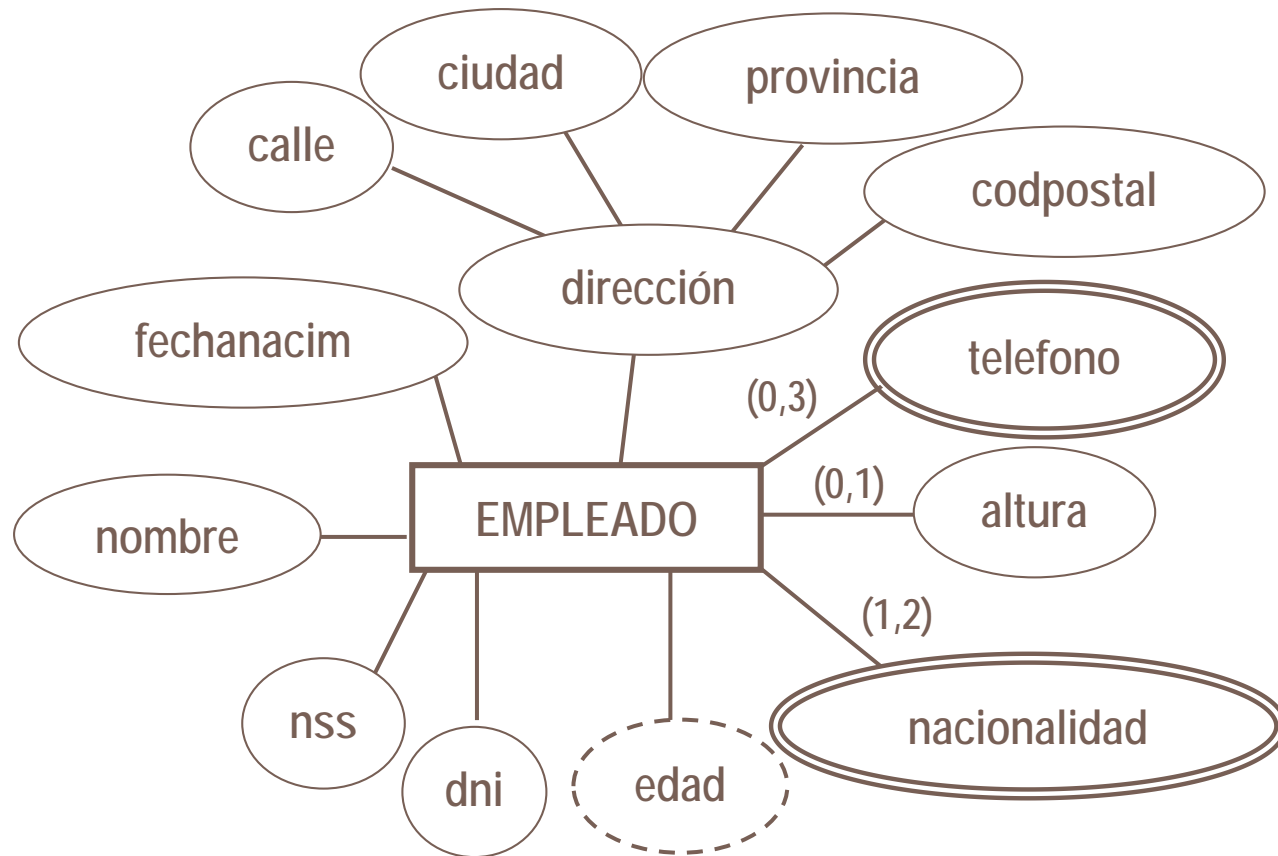 ciudad
provincia
calle
codpostal
dirección
fechanacim
telefono
(0,3)
(0,1)
EMPLEADO
altura
nombre
(1,2)
nss
dni
edad
nacionalidad